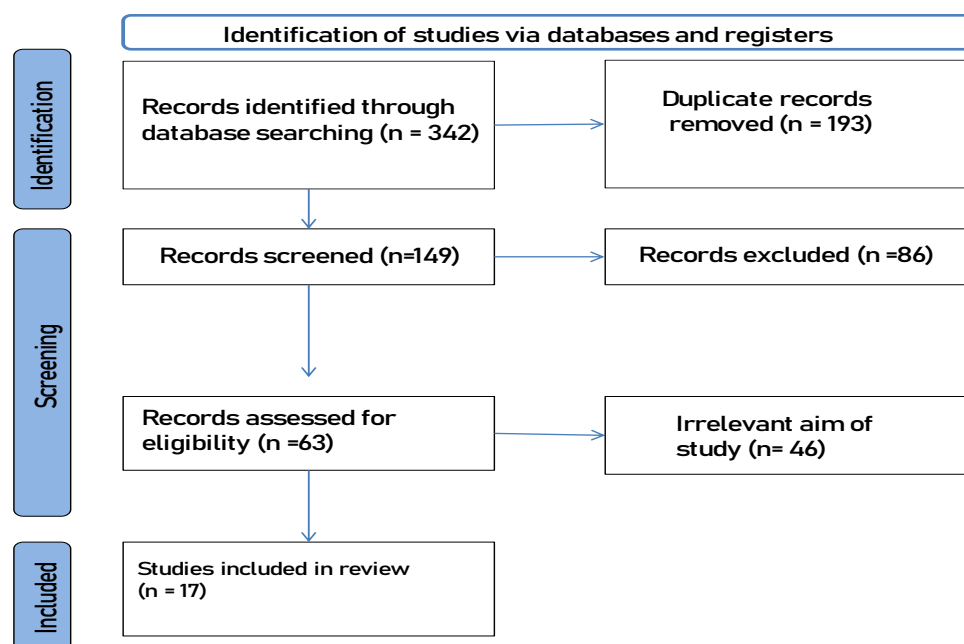 Identification of studies via databases and registers
Identification
Records identified through
database searching (n = 342)
Duplicate records
removed (n = 193)
Screening
Records screened (n=149)
Records excluded (n =86)
Records assessed for
eligibility (n =63)
Irrelevant aim of
study (n= 46)
Included
Studies included in review
(n = 17)